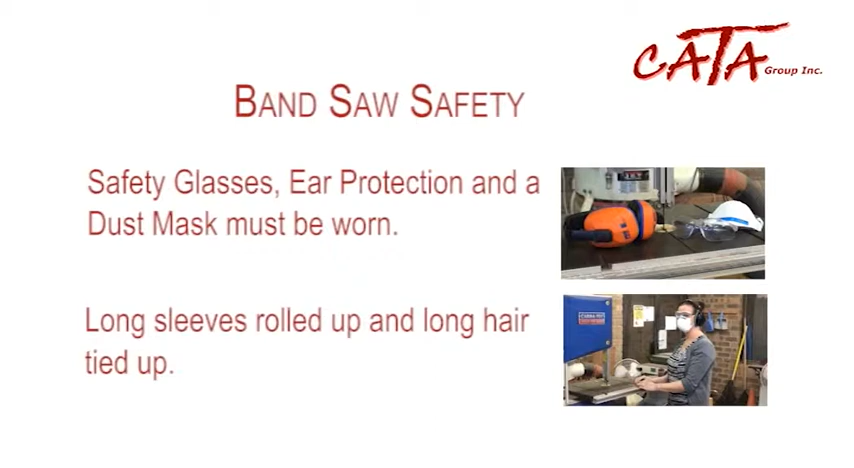 CATA Group Inc.
BAND SAW SAFETY
Safety Glasses, Ear Protection and a
Dust Mask must be worn.
Long sleeves rolled up and long hair
tied up.